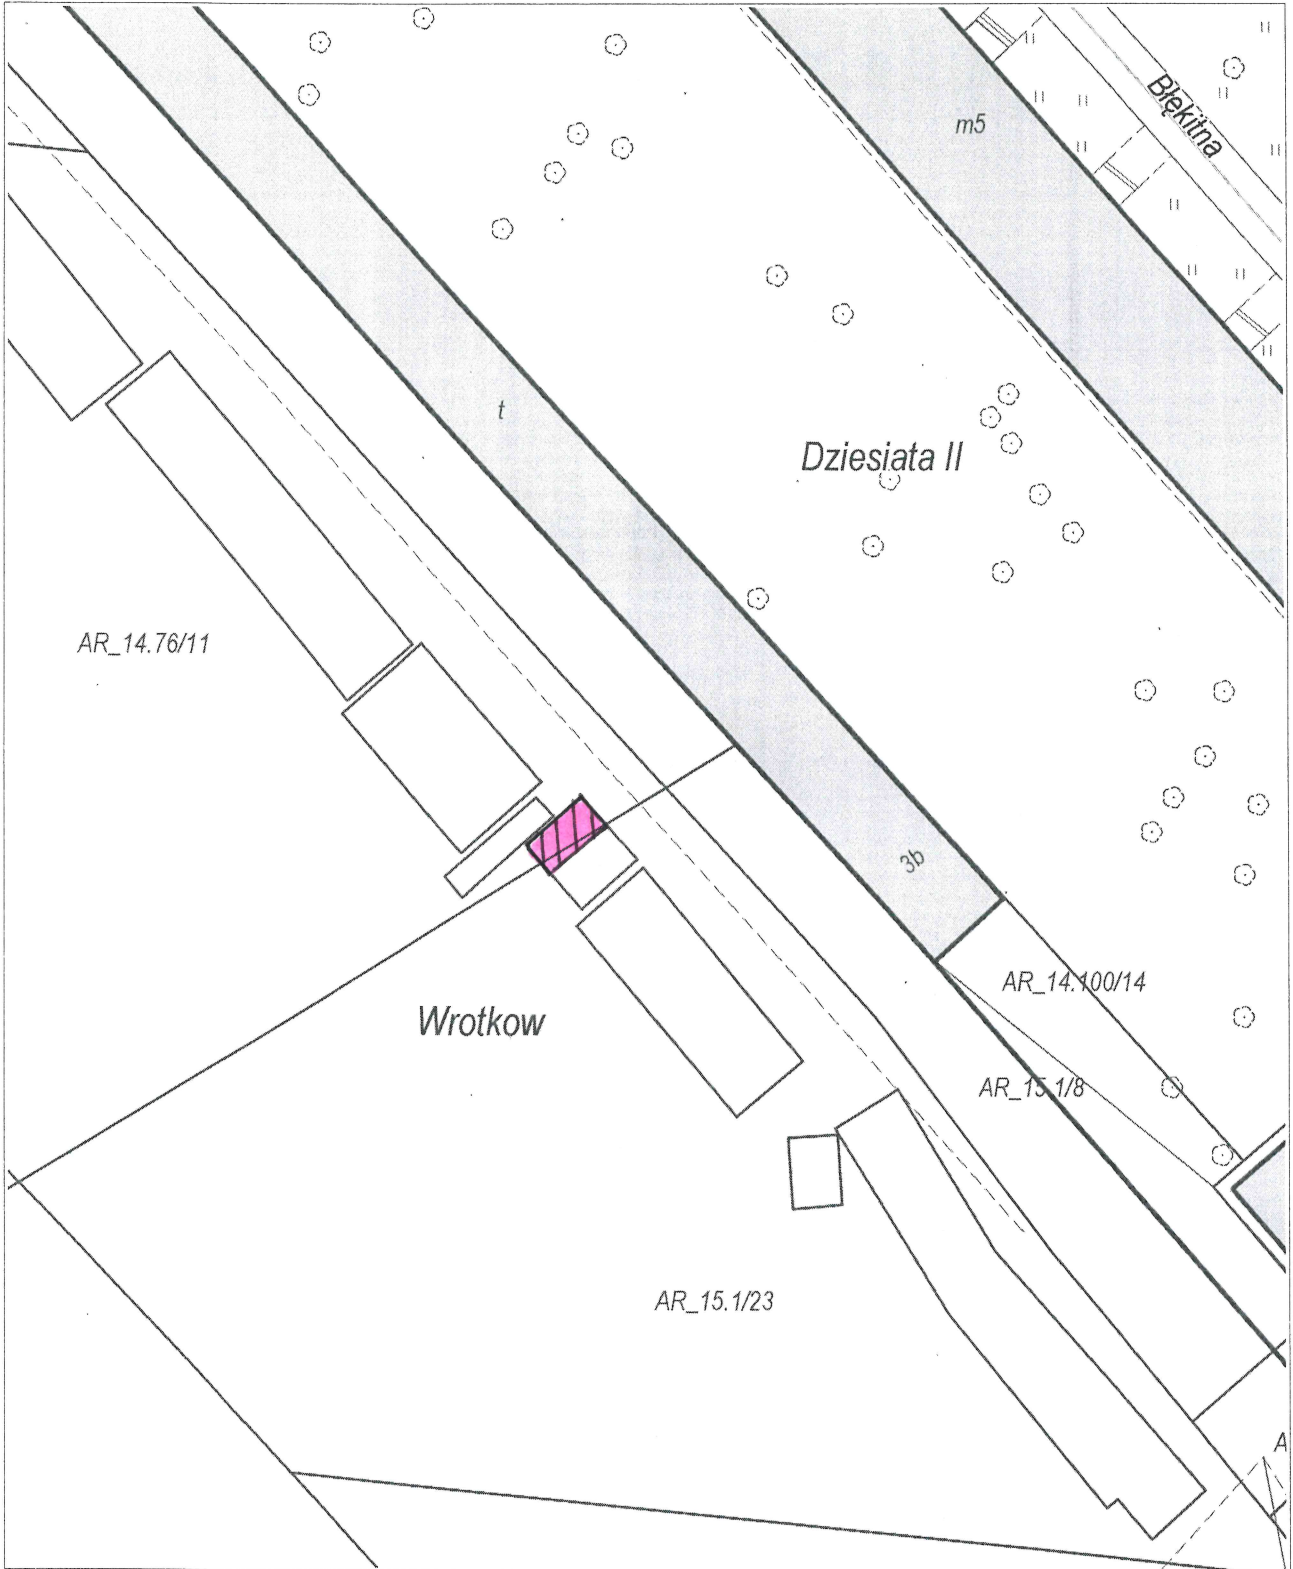 Błękitna
m5
t
Dziesiata II
AR_14.76/11
3b
AR_14.100/14
Wrotkow
AR_15.1/8
AR_15.1/23
A